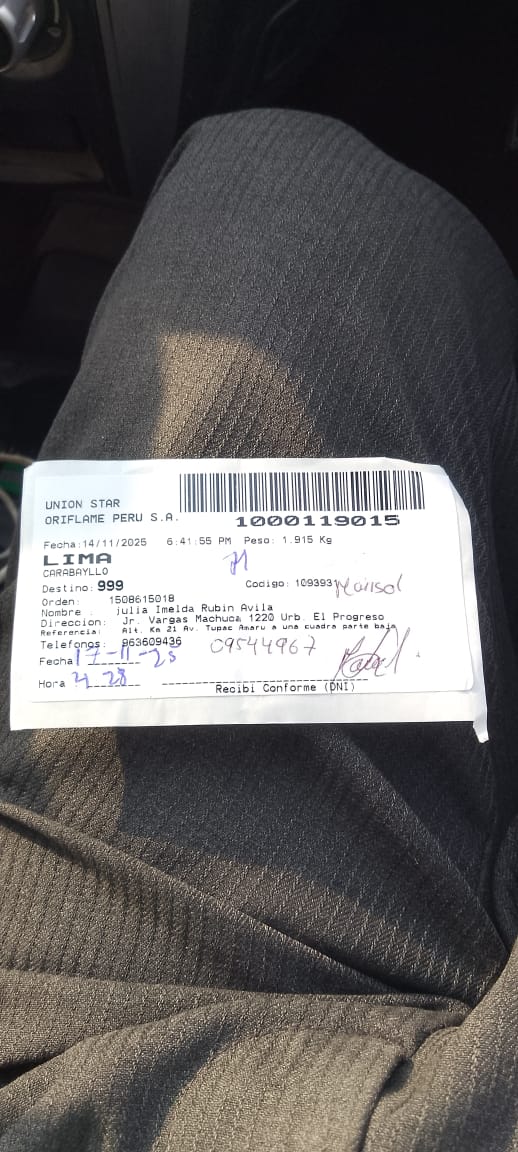 UNION STAR
ORIFLAME PERU S.A.
1000119015
Fecha:14/11/2025 6:41:55 PM Peso: 1.915 Kg
LIMA
CARABAYLLO
Destino: 999 Codigo: 109393 Marisol
Orden: 150861501B
Nombre : julia Imelda Rubin Avila
Direccion: Jr. Vargas Machuca 1220 Urb. El Progreso
Referencia: Alt. Km 21 Av. Tupac Amaru a una cuadra parte baja
Telefonos: 963609436 09544967
Fecha 17-11-25
Hora 4 28
Recibi Conforme (DNI)